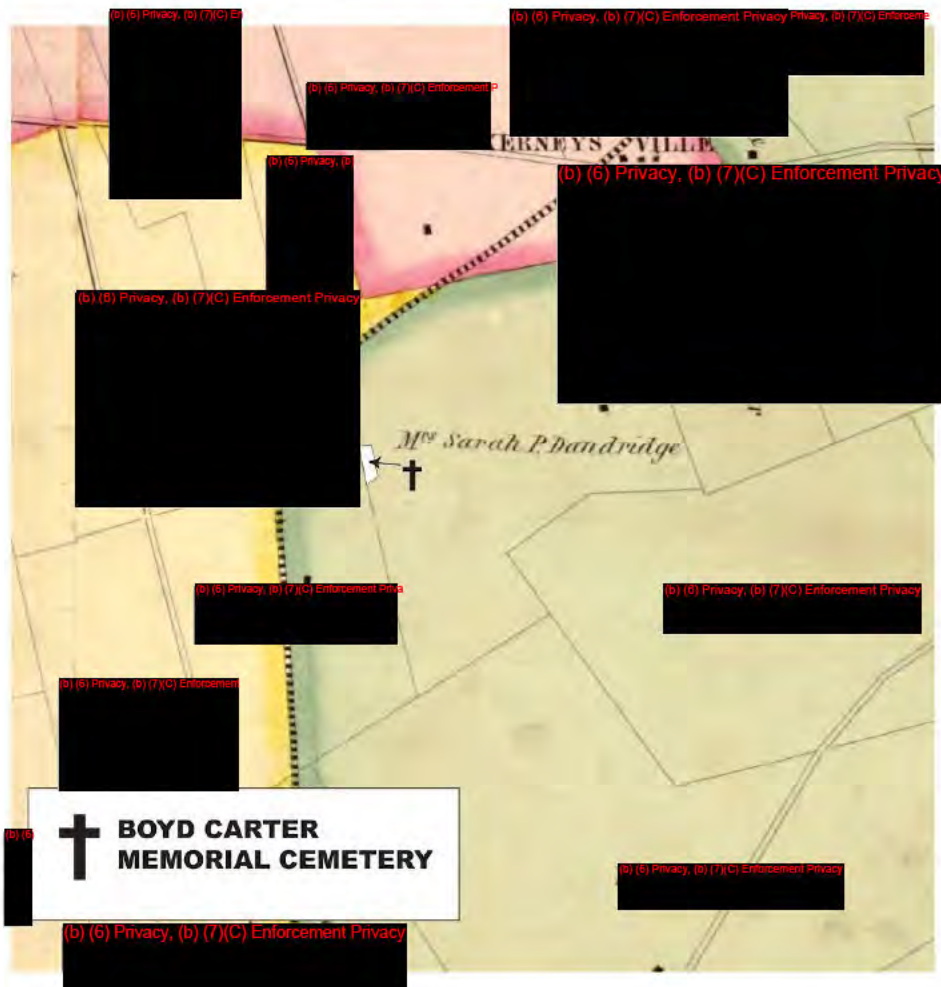 (b) (6) Privacy, (b) (7)(C) En
(b) (6) Privacy, (b) (7)(C) Enforcement Privacy
Privacy, (b) (7)(C) Enforceme
(b) (6) Privacy, (b) (7)(C) Enforcement P
ERNEYSVILLE
(b) (6) Privacy, (b)
(b) (6) Privacy, (b) (7)(C) Enforcement Privacy
(b) (6) Privacy, (b) (7)(C) Enforcement Privacy
Mrs Sarah P. Dandridge
(b) (6) Privacy, (b) (7)(C) Enforcement Priva
(b) (6) Privacy, (b) (7)(C) Enforcement Privacy
(b) (6) Privacy, (b) (7)(C) Enforcement
BOYD CARTER
MEMORIAL CEMETERY
(b) (6)
(b) (6) Privacy, (b) (7)(C) Enforcement Privacy
(b) (6) Privacy, (b) (7)(C) Enforcement Privacy